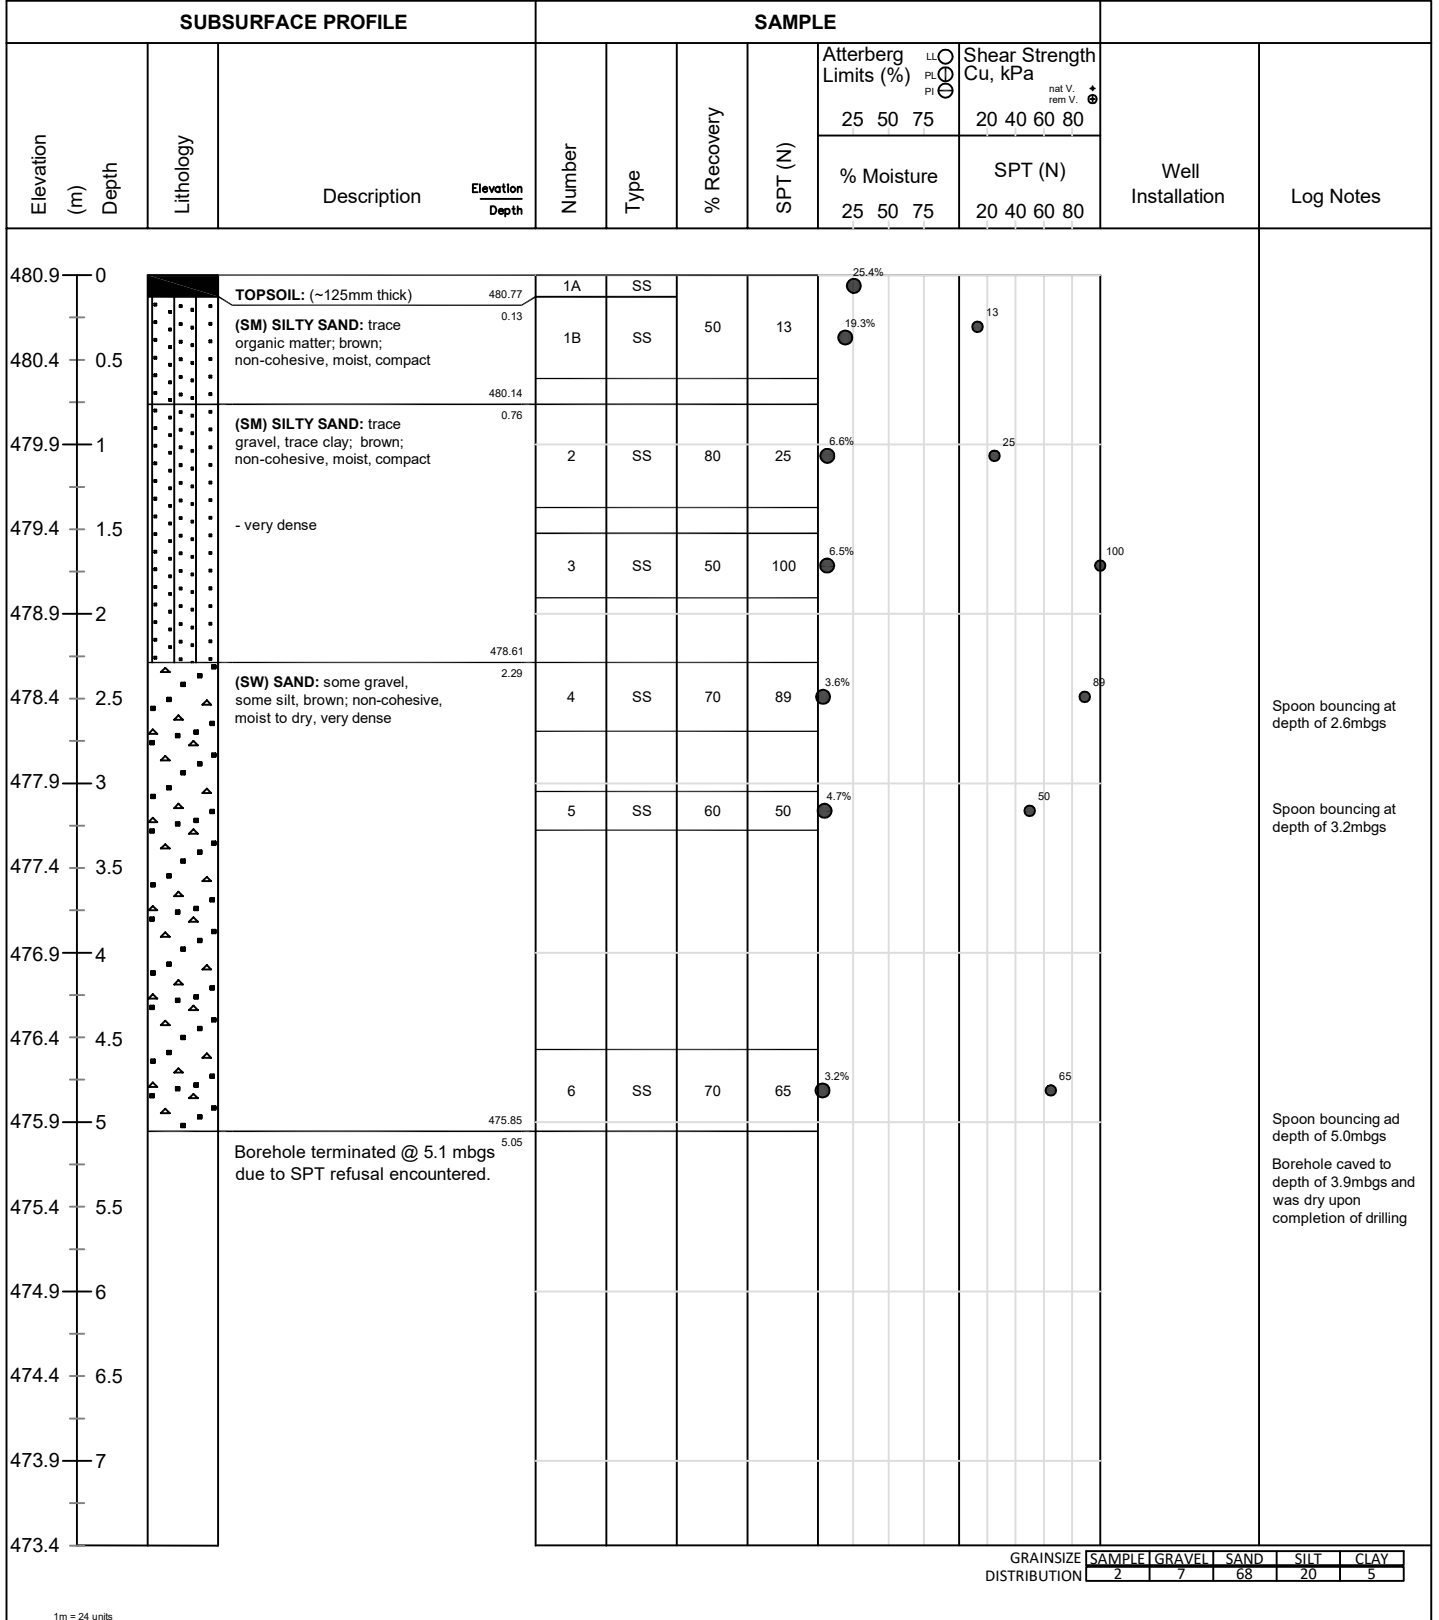 SUBSURFACE PROFILE
SAMPLE
Elevation
(m)
Depth
Lithology
Description
Elevation
Depth
Number
Type
% Recovery
SPT (N)
Atterberg
Limits (%)
LL
PL
PI
25 50 75
% Moisture
25 50 75
Shear Strength
Cu, kPa
nat V.
rem V.
20 40 60 80
SPT (N)
20 40 60 80
Well
Installation
Log Notes
480.9 0
480.4 0.5
479.9 1
479.4 1.5
478.9 2
478.4 2.5
477.9 3
477.4 3.5
476.9 4
476.4 4.5
475.9 5
475.4 5.5
474.9 6
474.4 6.5
473.9 7
473.4
TOPSOIL: (~125mm thick) 480.77
0.13
(SM) SILTY SAND: trace
organic matter; brown;
non-cohesive, moist, compact
480.14
0.76
(SM) SILTY SAND: trace
gravel, trace clay; brown;
non-cohesive, moist, compact
- very dense
478.61
2.29
(SW) SAND: some gravel,
some silt, brown; non-cohesive,
moist to dry, very dense
475.85
5.05
Borehole terminated @ 5.1 mbgs
due to SPT refusal encountered.
1A SS 25.4%
1B SS 50 13 19.3% 13
2 SS 80 25 6.6% 25
3 SS 50 100 6.5% 100
4 SS 70 89 3.6% 89
5 SS 60 50 4.7% 50
6 SS 70 65 3.2% 65
Spoon bouncing at
depth of 2.6mbgs
Spoon bouncing at
depth of 3.2mbgs
Spoon bouncing ad
depth of 5.0mbgs
Borehole caved to
depth of 3.9mbgs and
was dry upon
completion of drilling
GRAINSIZE SAMPLE GRAVEL SAND SILT CLAY
DISTRIBUTION 2 7 68 20 5
1m = 24 units